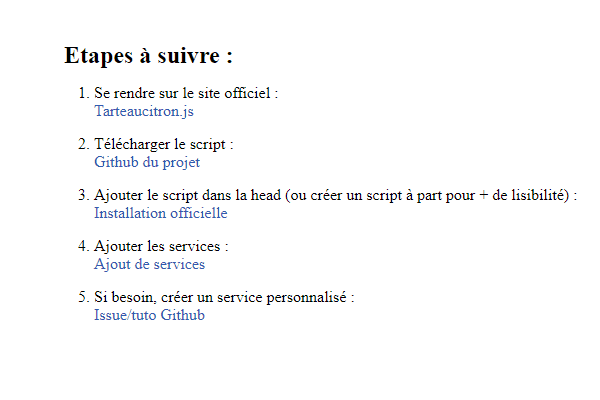 Etapes à suivre :
1. Se rendre sur le site officiel :
Tarteaucitron.js
2. Télécharger le script :
Github du projet
3. Ajouter le script dans la head (ou créer un script à part pour + de lisibilité) :
Installation officielle
4. Ajouter les services :
Ajout de services
5. Si besoin, créer un service personnalisé :
Issue/tuto Github